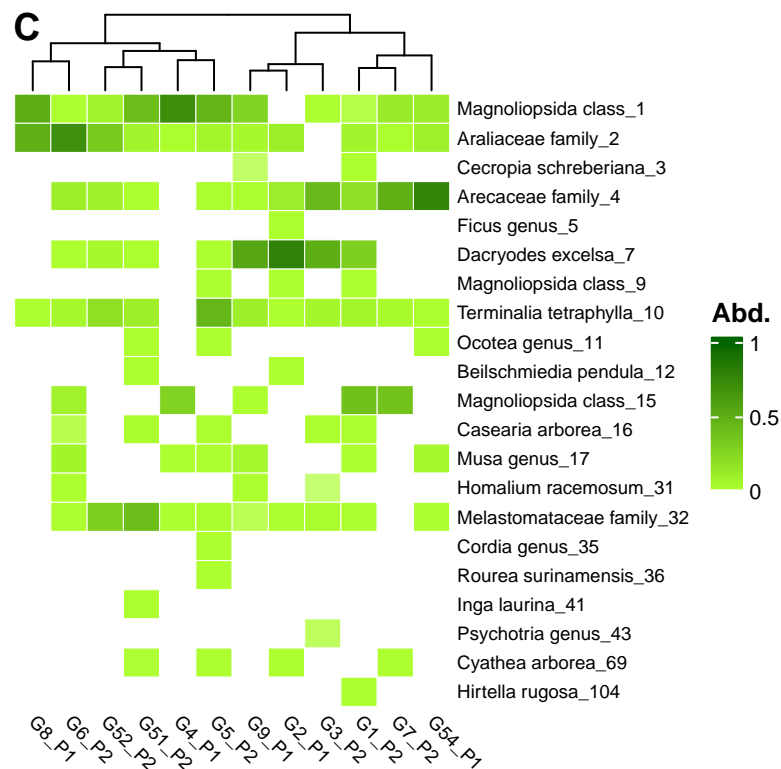 C
Magnoliopsida class_1
Araliaceae family_2
Cecropia schreberiana_3
Arecaceae family_4
Ficus genus_5
Dacryodes excelsa_7
Magnoliopsida class_9
Terminalia tetraphylla_10
Ocotea genus_11
Beilschmiedia pendula_12
Magnoliopsida class_15
Casearia arborea_16
Musa genus_17
Homalium racemosum_31
Melastomataceae family_32
Cordia genus_35
Rourea surinamensis_36
Inga laurina_41
Psychotria genus_43
Cyathea arborea_69
Hirtella rugosa_104
Abd.
1
0.5
0
G8_P1
G6_P2
G52_P2
G51_P2
G4_P1
G5_P2
G9_P1
G2_P1
G3_P2
G1_P2
G7_P2
G54_P1